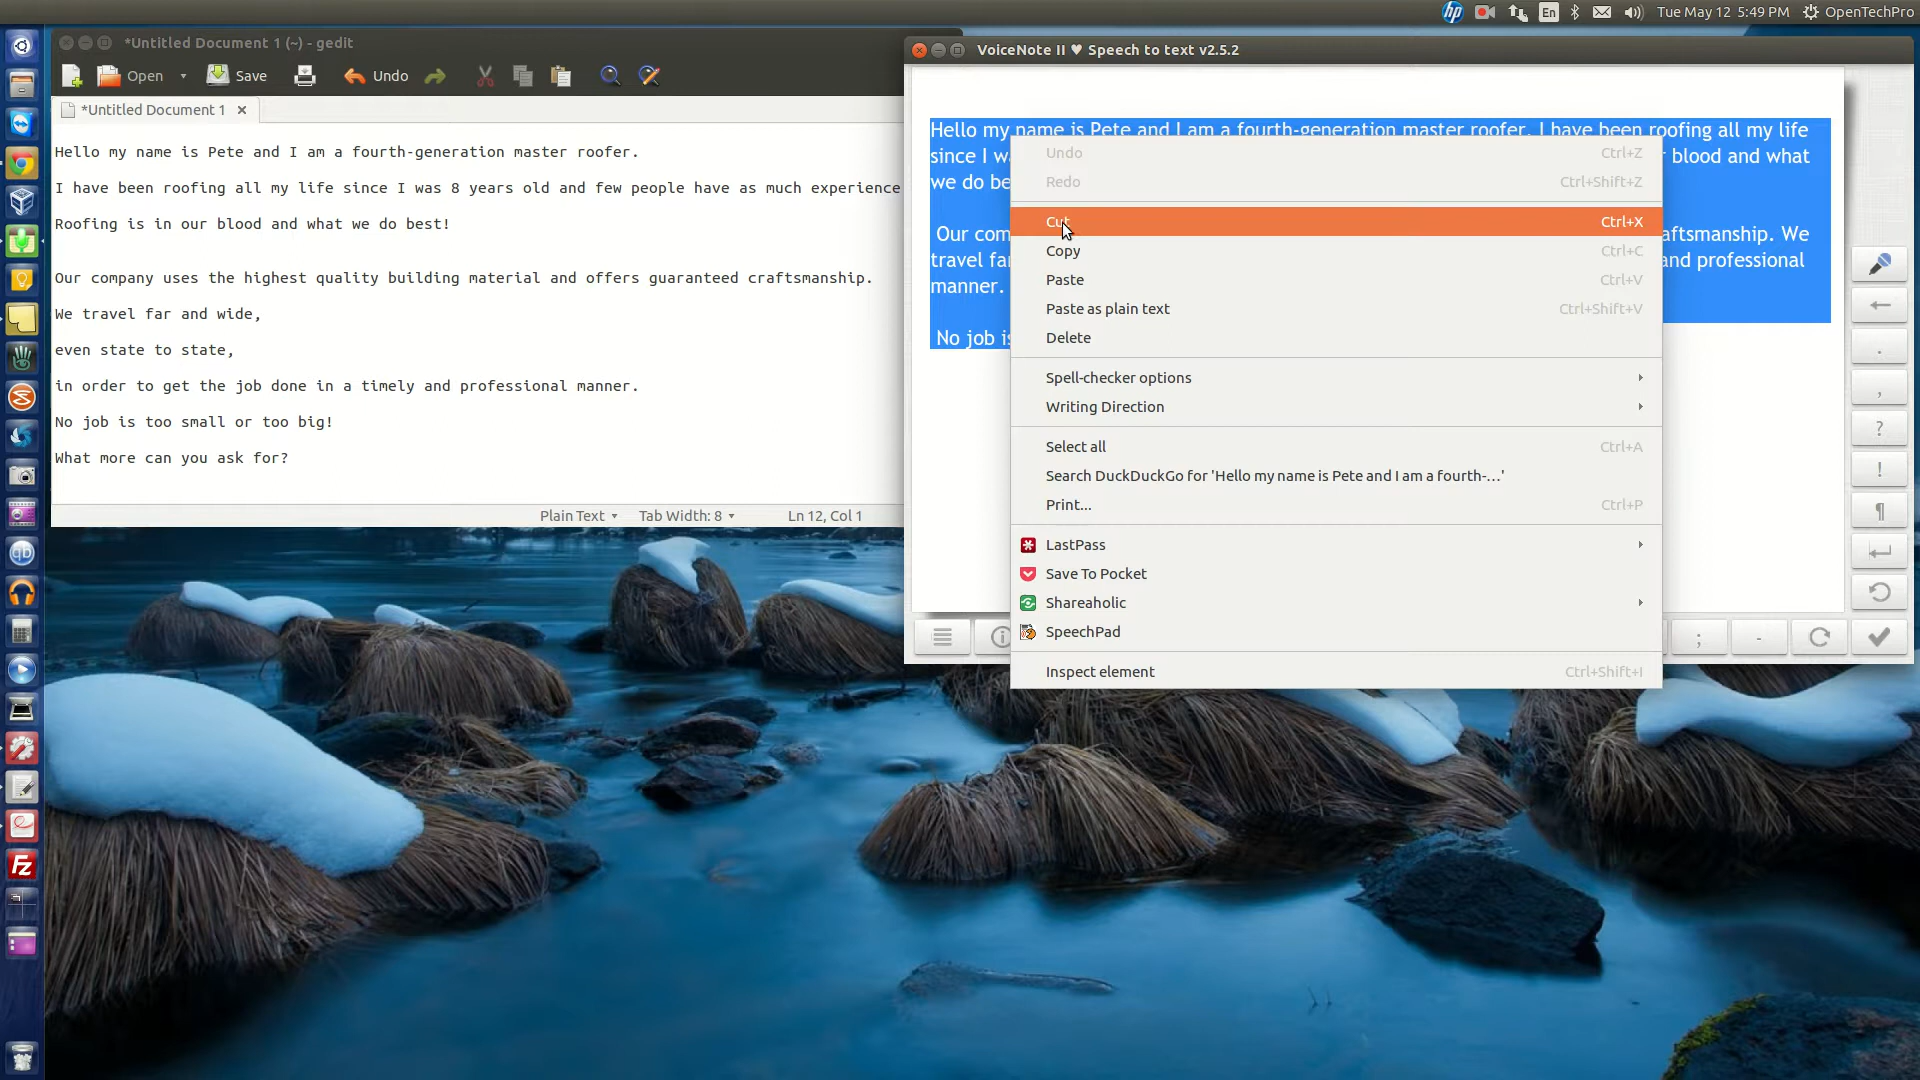 En
Tue May 12 5:49 PM
OpenTechPro
*Untitled Document 1 (~) - gedit
Open
Save
Undo
*Untitled Document 1
Hello my name is Pete and I am a fourth-generation master roofer.
I have been roofing all my life since I was 8 years old and few people have as much experience
Roofing is in our blood and what we do best!
Our company uses the highest quality building material and offers guaranteed craftsmanship.
We travel far and wide,
even state to state,
in order to get the job done in a timely and professional manner.
No job is too small or too big!
What more can you ask for?
Plain Text
Tab Width: 8
Ln 12, Col 1
VoiceNote II ♥ Speech to text v2.5.2
Hello my name is Pete and I am a fourth-generation master roofer. I have been roofing all my life
since I wa
blood and what
we do be
Our com
aftsmanship. We
travel far
and professional
manner.
No job is
Undo Ctrl+Z
Redo Ctrl+Shift+Z
Cut Ctrl+X
Copy Ctrl+C
Paste Ctrl+V
Paste as plain text Ctrl+Shift+V
Delete
Spell-checker options
Writing Direction
Select all Ctrl+A
Search DuckDuckGo for 'Hello my name is Pete and I am a fourth-...'
Print... Ctrl+P
LastPass
Save To Pocket
Shareaholic
SpeechPad
Inspect element Ctrl+Shift+I
.
,
?
!
¶
;
-
hp
qb
Fz